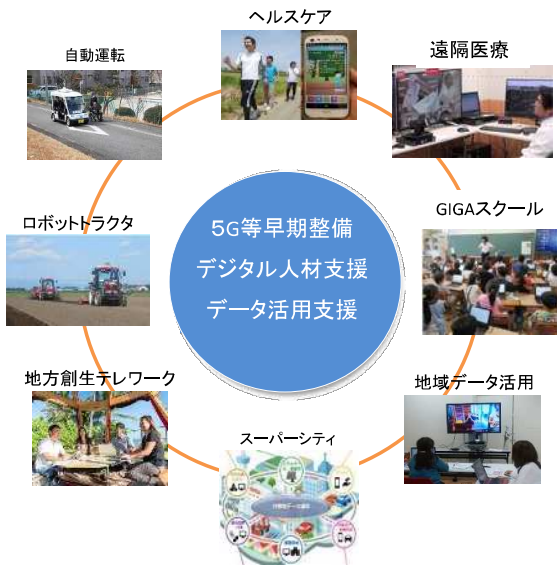 ヘルスケア
自動運転
遠隔医療
ロボットトラクタ
GIGAスクール
5G等早期整備
デジタル人材支援
データ活用支援
地方創生テレワーク
地域データ活用
スーパーシティ